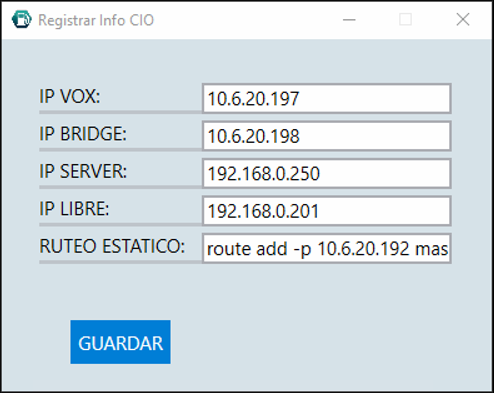 Registrar Info CIO
IP VOX: 10.6.20.197
IP BRIDGE: 10.6.20.198
IP SERVER: 192.168.0.250
IP LIBRE: 192.168.0.201
RUTEO ESTATICO: route add -p 10.6.20.192 mas
GUARDAR